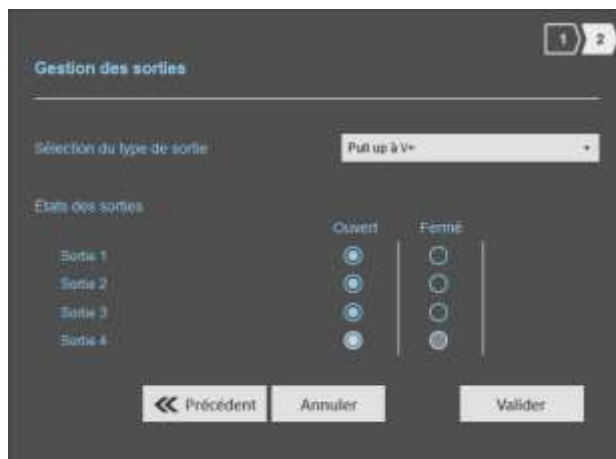 1 2
Gestion des sorties
Sélection du type de sortie Pull up à V+
Etats des sorties
Ouvert Fermé
Sortie 1
Sortie 2
Sortie 3
Sortie 4
Précédent Annuler Valider